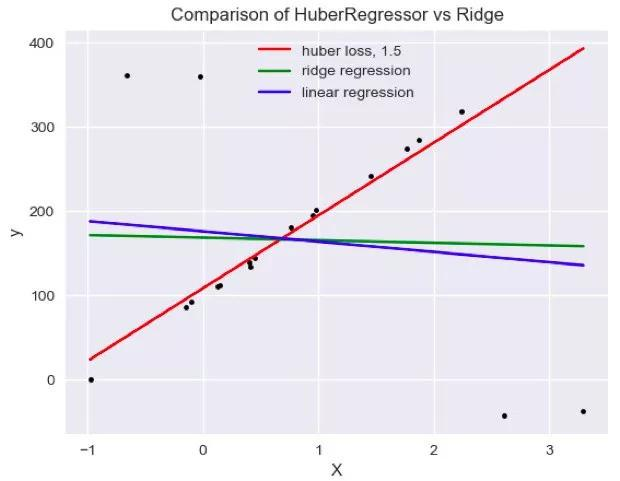 Comparison of HuberRegressor vs Ridge
huber loss, 1.5
ridge regression
linear regression
400
300
200
100
0
y
−1
0
1
2
3
X